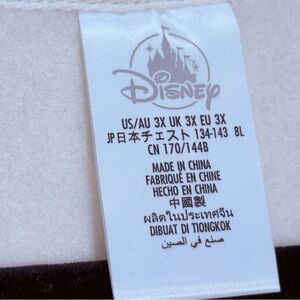 Disney
US/AU 3X UK 3X EU 3X
JP日本チェスト 134-143 8L
CN 170/144B
MADE IN CHINA
FABRIQUÉ EN CHINE
HECHO EN CHINA
中國製
ผลิตในประเทศจีน
DIBUAT DI TIONGKOK
صنع في الصين